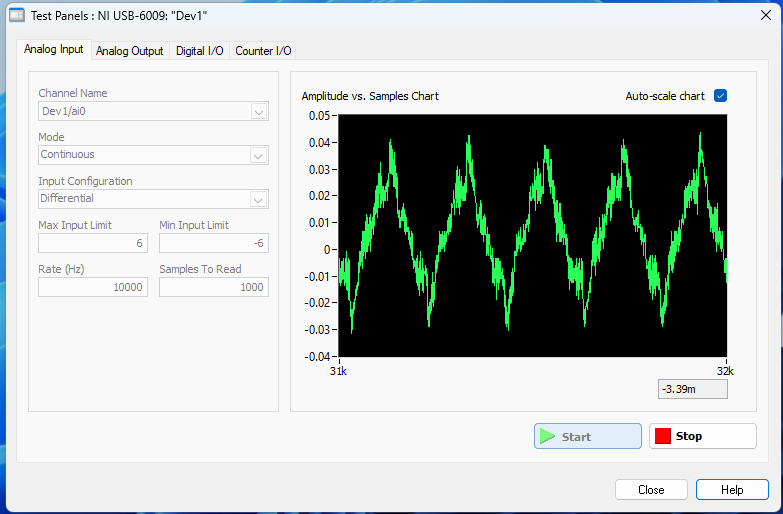 Test Panels : NI USB-6009: "Dev1"
Analog Input Analog Output Digital I/O Counter I/O
Channel Name
Dev1/ai0
Mode
Continuous
Input Configuration
Differential
Max Input Limit Min Input Limit
6 -6
Rate (Hz) Samples To Read
10000 1000
Amplitude vs. Samples Chart Auto-scale chart
0.05
0.04
0.03
0.02
0.01
0
-0.01
-0.02
-0.03
-0.04
31k 32k
-3.39m
Start Stop
Close Help